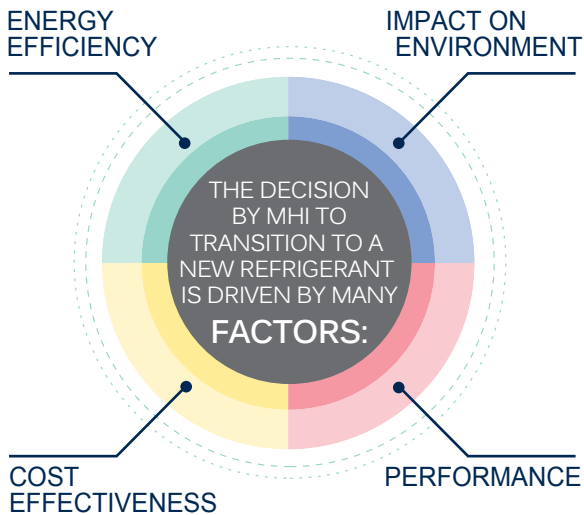 ENERGY
EFFICIENCY
IMPACT ON
ENVIRONMENT
THE DECISION
BY MHI TO
TRANSITION TO A
NEW REFRIGERANT
IS DRIVEN BY MANY
FACTORS:
COST
EFFECTIVENESS
PERFORMANCE